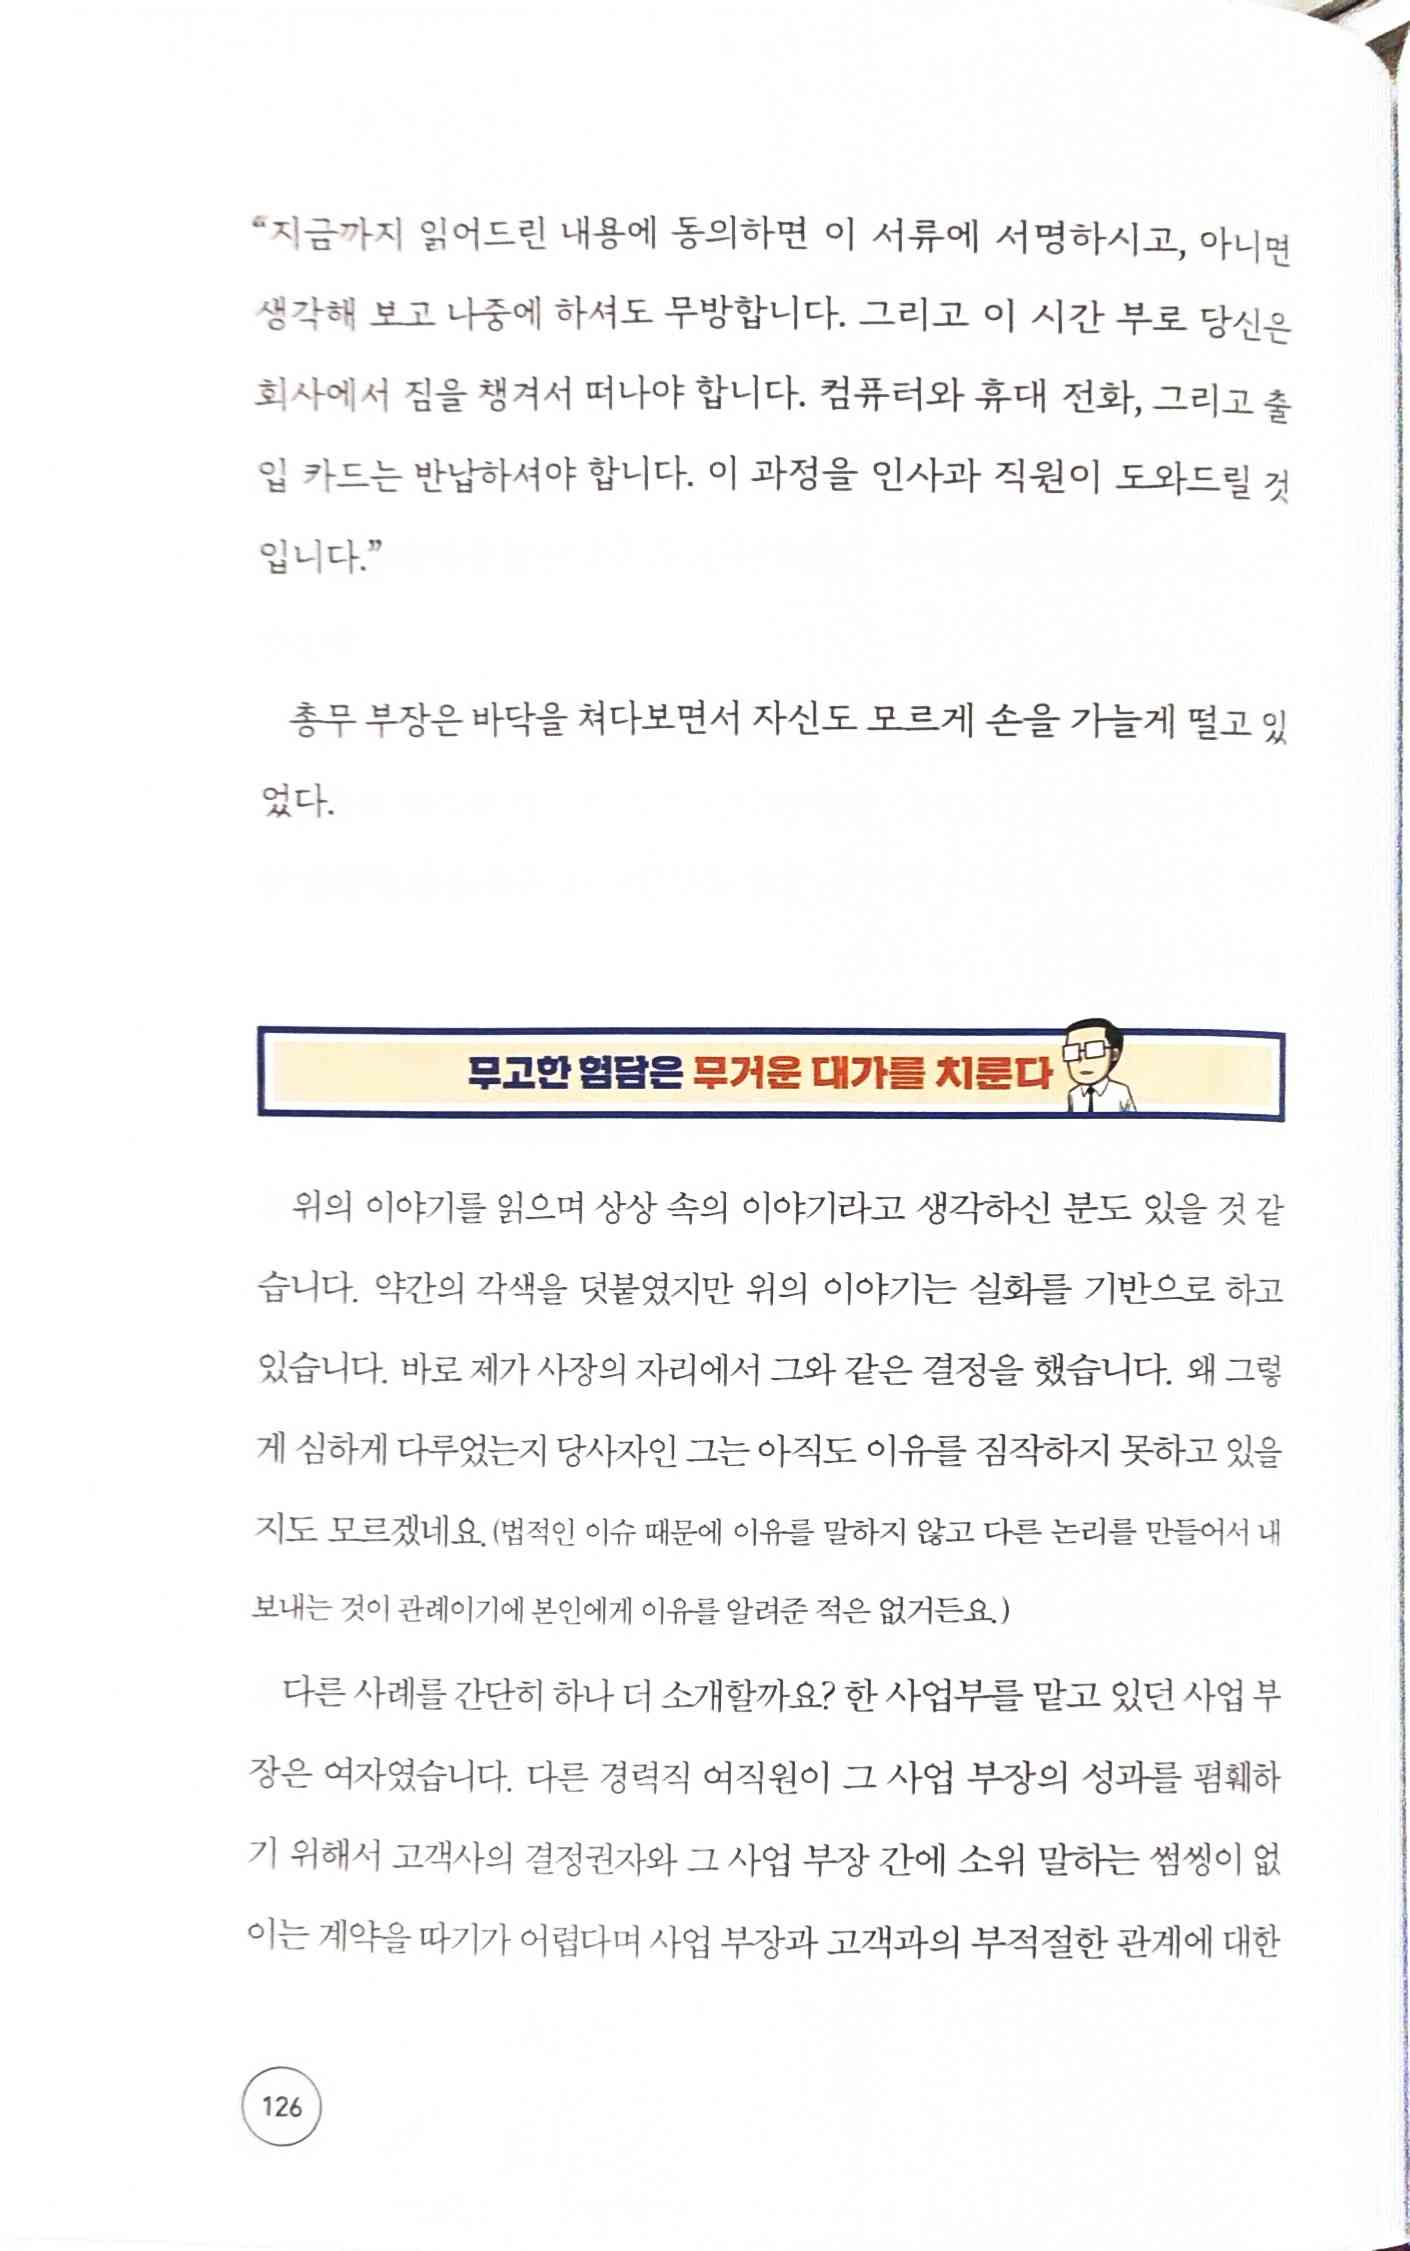 “지금까지 읽어드린 내용에 동의하면 이 서류에 서명하시고, 아니면
생각해 보고 나중에 하셔도 무방합니다. 그리고 이 시간 부로 당신은
회사에서 짐을 챙겨서 떠나야 합니다. 컴퓨터와 휴대 전화, 그리고 출
입 카드는 반납하셔야 합니다. 이 과정을 인사과 직원이 도와드릴 것
입니다.”
총무 부장은 바닥을 쳐다보면서 자신도 모르게 손을 가늘게 떨고 있
었다.
무고한 험담은 무거운 대가를 치룬다
위의 이야기를 읽으며 상상 속의 이야기라고 생각하신 분도 있을 것 같
습니다. 약간의 각색을 덧붙였지만 위의 이야기는 실화를 기반으로 하고
있습니다. 바로 제가 사장의 자리에서 그와 같은 결정을 했습니다. 왜 그렇
게 심하게 다루었는지 당사자인 그는 아직도 이유를 짐작하지 못하고 있을
지도 모르겠네요. (법적인 이슈 때문에 이유를 말하지 않고 다른 논리를 만들어서 내
보내는 것이 관례이기에 본인에게 이유를 알려준 적은 없거든요.)
다른 사례를 간단히 하나 더 소개할까요? 한 사업부를 맡고 있던 사업 부
장은 여자였습니다. 다른 경력직 여직원이 그 사업 부장의 성과를 폄훼하
기 위해서 고객사의 결정권자와 그 사업 부장 간에 소위 말하는 썸씽이 없
이는 계약을 따기가 어렵다며 사업 부장과 고객과의 부적절한 관계에 대한
126